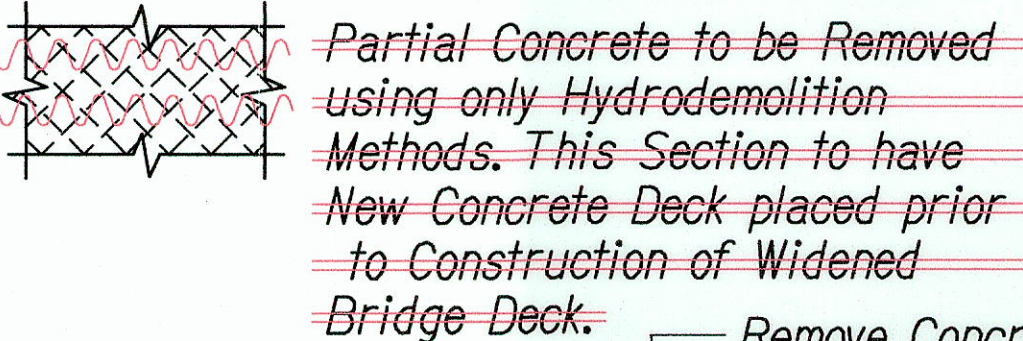 Partial Concrete to be Removed
using only Hydrodemolition
Methods. This Section to have
New Concrete Deck placed prior
to Construction of Widened
Bridge Deck.
Remove